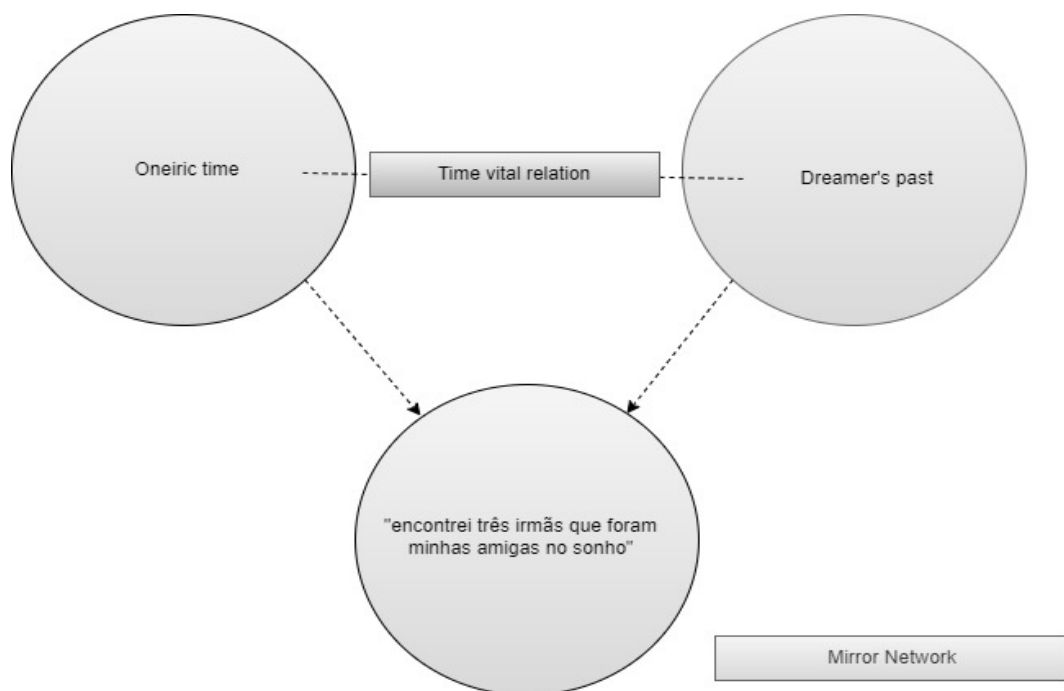 Oneiric time
Time vital relation
Dreamer's past
"encontrei três irmãs que foram
minhas amigas no sonho"
Mirror Network